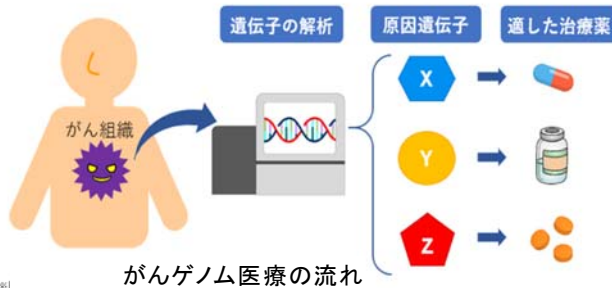 遺伝子の解析
原因遺伝子
適した治療薬
がん組織
X
Y
Z
がんゲノム医療の流れ